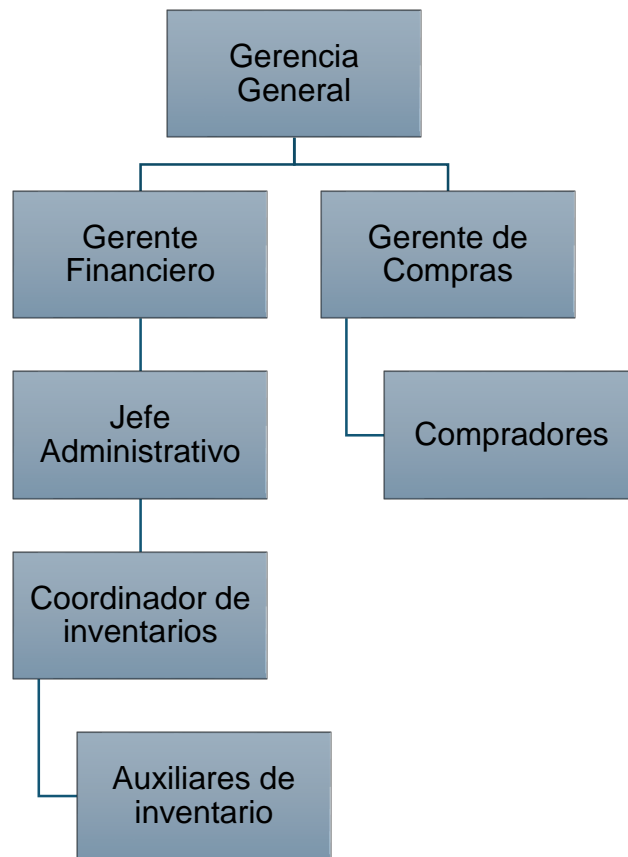 Gerencia
General
Gerente
Financiero
Gerente de
Compras
Jefe
Administrativo
Compradores
Coordinador de
inventarios
Auxiliares de
inventario